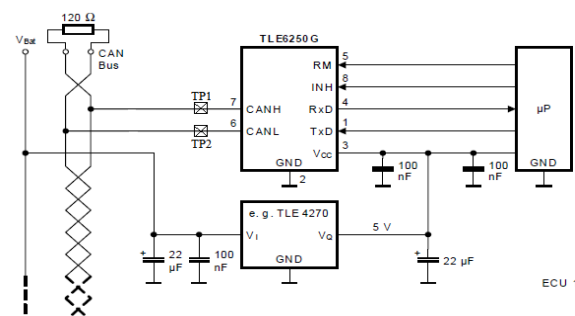 120 Ω
TLE6250G
VBat
CAN
Bus
RM
5
INH
8
TP1
7
CANH
RxD
4
µP
6
CANL
TxD
1
TP2
Vcc
3
GND
2
100
nF
100
nF
GND
e. g. TLE 4270
VI
VQ
5 V
GND
+
22
µF
100
nF
+
22 µF
ECU